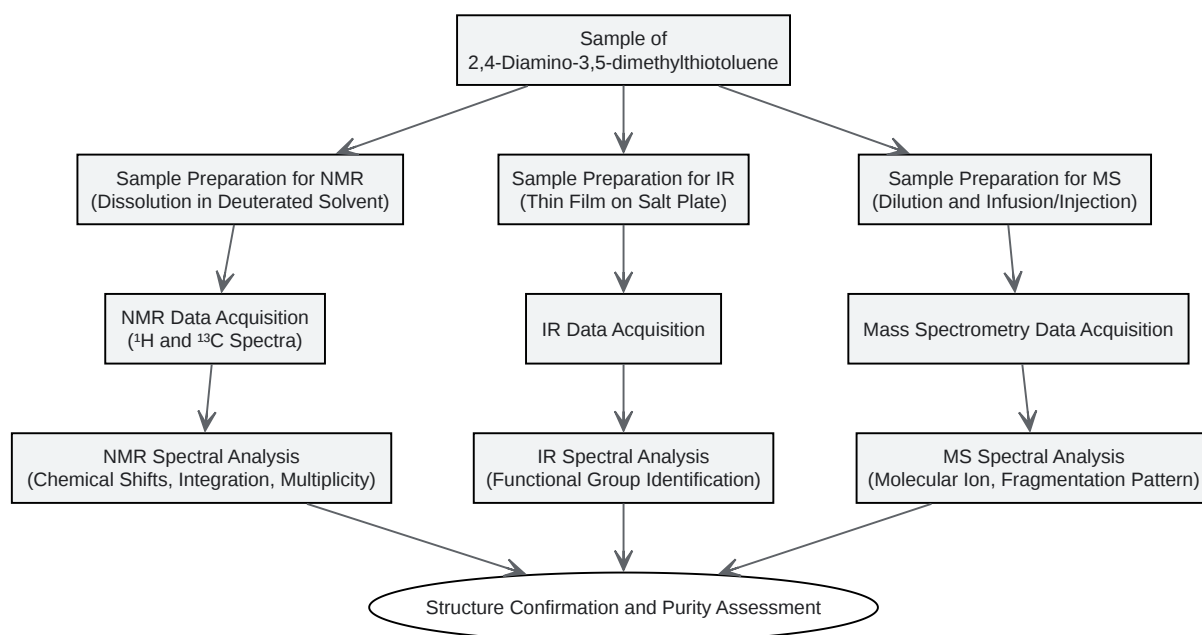 Sample of
2,4-Diamino-3,5-dimethylthiotoluene
Sample Preparation for NMR
(Dissolution in Deuterated Solvent)
Sample Preparation for IR
(Thin Film on Salt Plate)
Sample Preparation for MS
(Dilution and Infusion/Injection)
NMR Data Acquisition
(¹H and ¹³C Spectra)
IR Data Acquisition
Mass Spectrometry Data Acquisition
NMR Spectral Analysis
(Chemical Shifts, Integration, Multiplicity)
IR Spectral Analysis
(Functional Group Identification)
MS Spectral Analysis
(Molecular Ion, Fragmentation Pattern)
Structure Confirmation and Purity Assessment